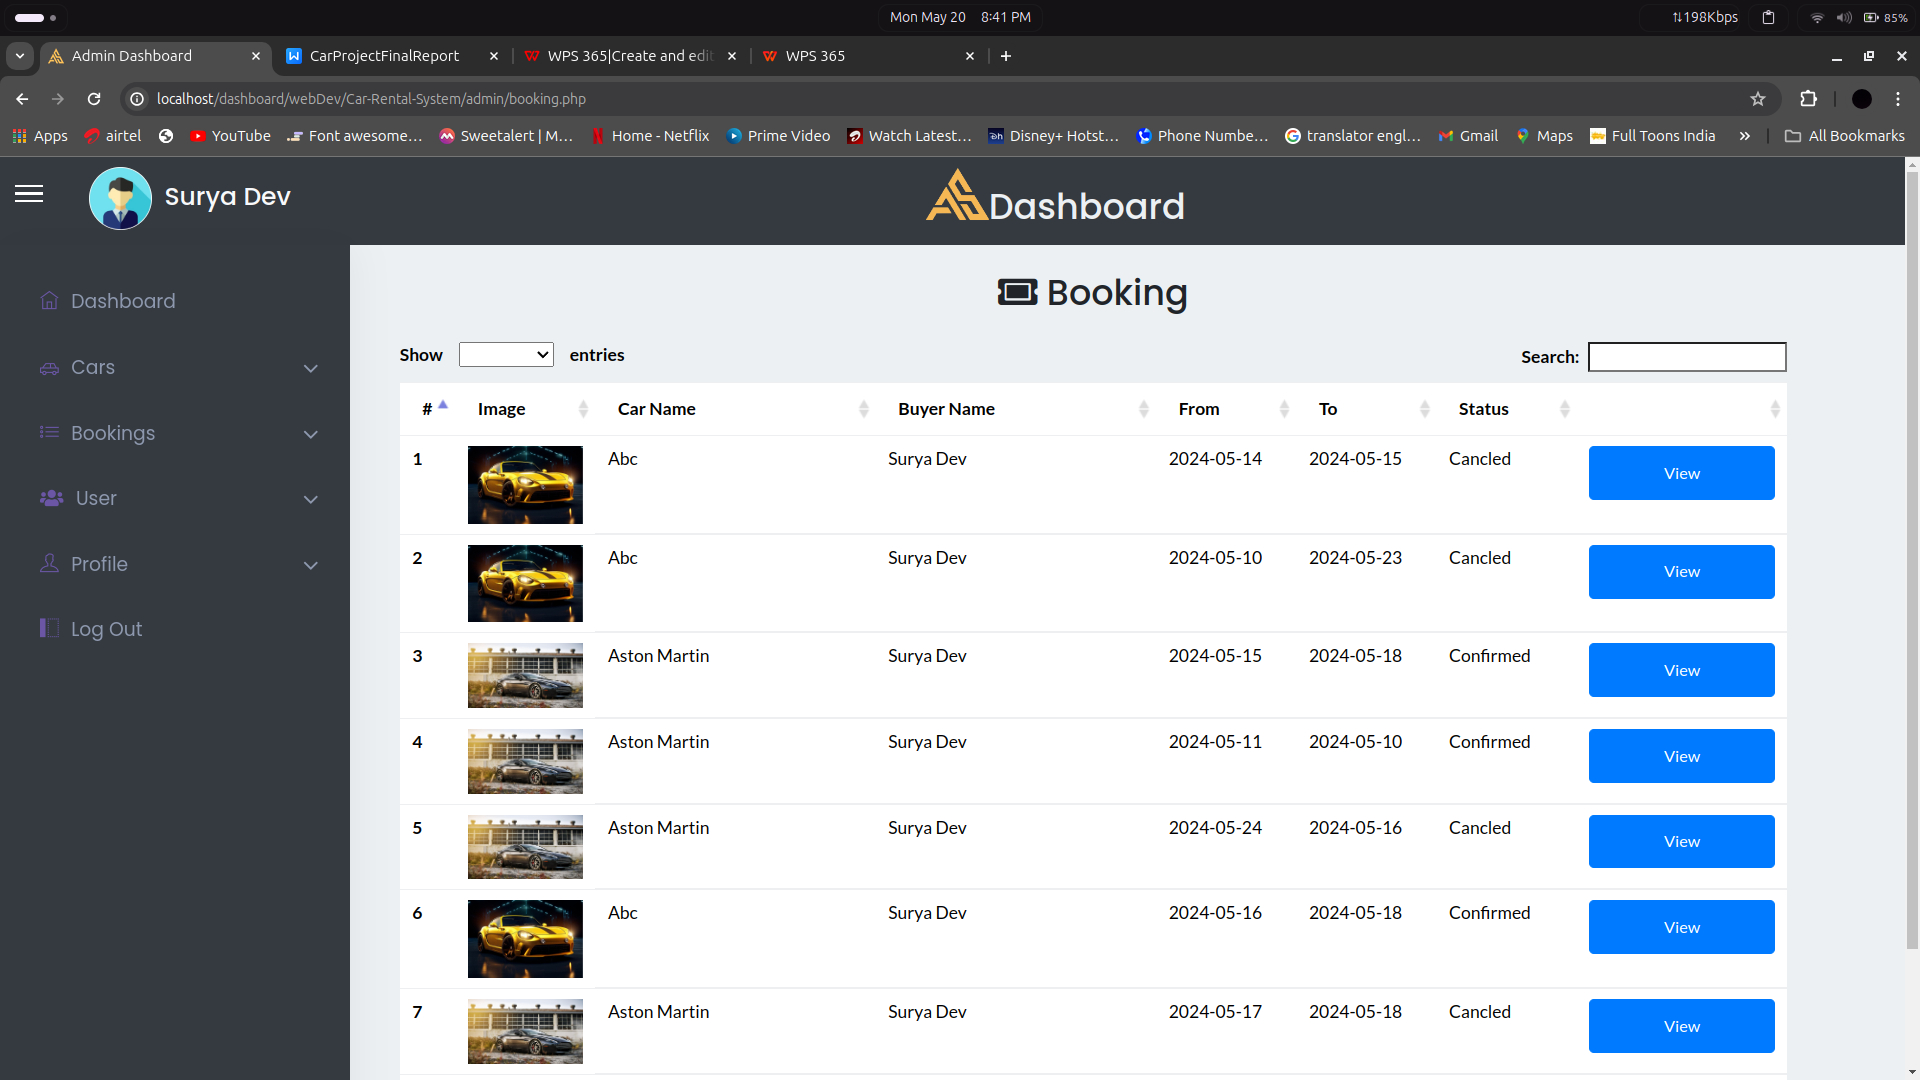 Mon May 20 8:41 PM
⇅198Kbps
85%
Admin Dashboard
CarProjectFinalReport
WPS 365|Create and edit
WPS 365
localhost/dashboard/webDev/Car-Rental-System/admin/booking.php
Apps
airtel
YouTube
Font awesome...
Sweetalert | M...
Home - Netflix
Prime Video
Watch Latest...
Disney+ Hotst...
Phone Numbe...
translator engl...
Gmail
Maps
Full Toons India
»
All Bookmarks
Surya Dev
Dashboard
Dashboard
Cars
Bookings
User
Profile
Log Out
Booking
Show entries
Search:
# Image Car Name Buyer Name From To Status
1 Abc Surya Dev 2024-05-14 2024-05-15 Cancled View
2 Abc Surya Dev 2024-05-10 2024-05-23 Cancled View
3 Aston Martin Surya Dev 2024-05-15 2024-05-18 Confirmed View
4 Aston Martin Surya Dev 2024-05-11 2024-05-10 Confirmed View
5 Aston Martin Surya Dev 2024-05-24 2024-05-16 Cancled View
6 Abc Surya Dev 2024-05-16 2024-05-18 Confirmed View
7 Aston Martin Surya Dev 2024-05-17 2024-05-18 Cancled View